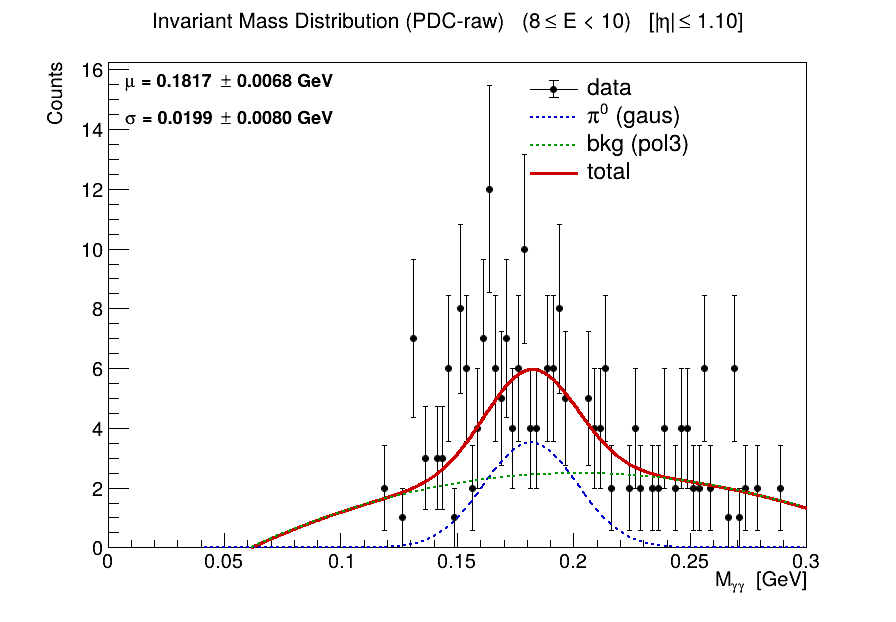 Invariant Mass Distribution (PDC-raw) (8 ≤ E < 10) [|η| ≤ 1.10]
Counts
16
14
12
10
8
6
4
2
0
μ = 0.1817 ± 0.0068 GeV
σ = 0.0199 ± 0.0080 GeV
data
π⁰ (gaus)
bkg (pol3)
total
0 0.05 0.1 0.15 0.2 0.25 0.3
Mγγ [GeV]